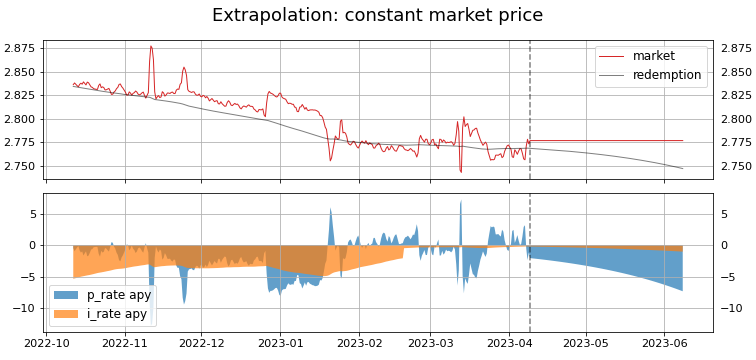 Extrapolation: constant market price
2.875 2.875
2.850 market
2.825 redemption 2.825
2.800 2.800
2.775 2.775
2.750 2.750
5 5
0 0
−5 −5
p_rate apy
−10 i_rate apy −10
2022-10 2022-11 2022-12 2023-01 2023-02 2023-03 2023-04 2023-05 2023-06